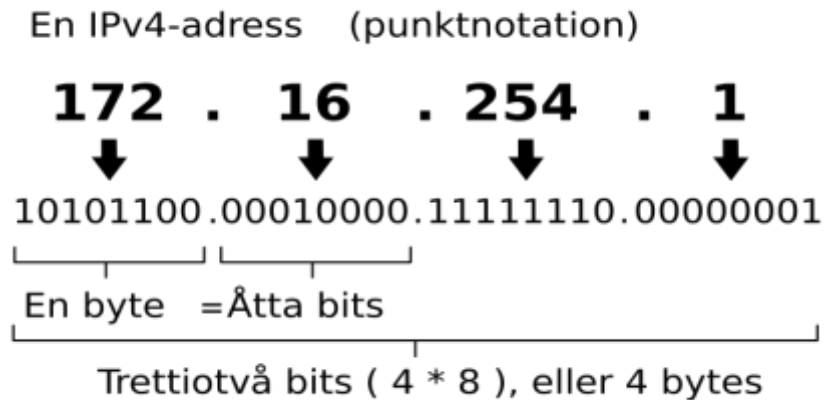 En IPv4-adress (punktnotation)
172 . 16 . 254 . 1
10101100.00010000.11111110.00000001
En byte =Åtta bits
Trettiotvå bits ( 4 * 8 ), eller 4 bytes